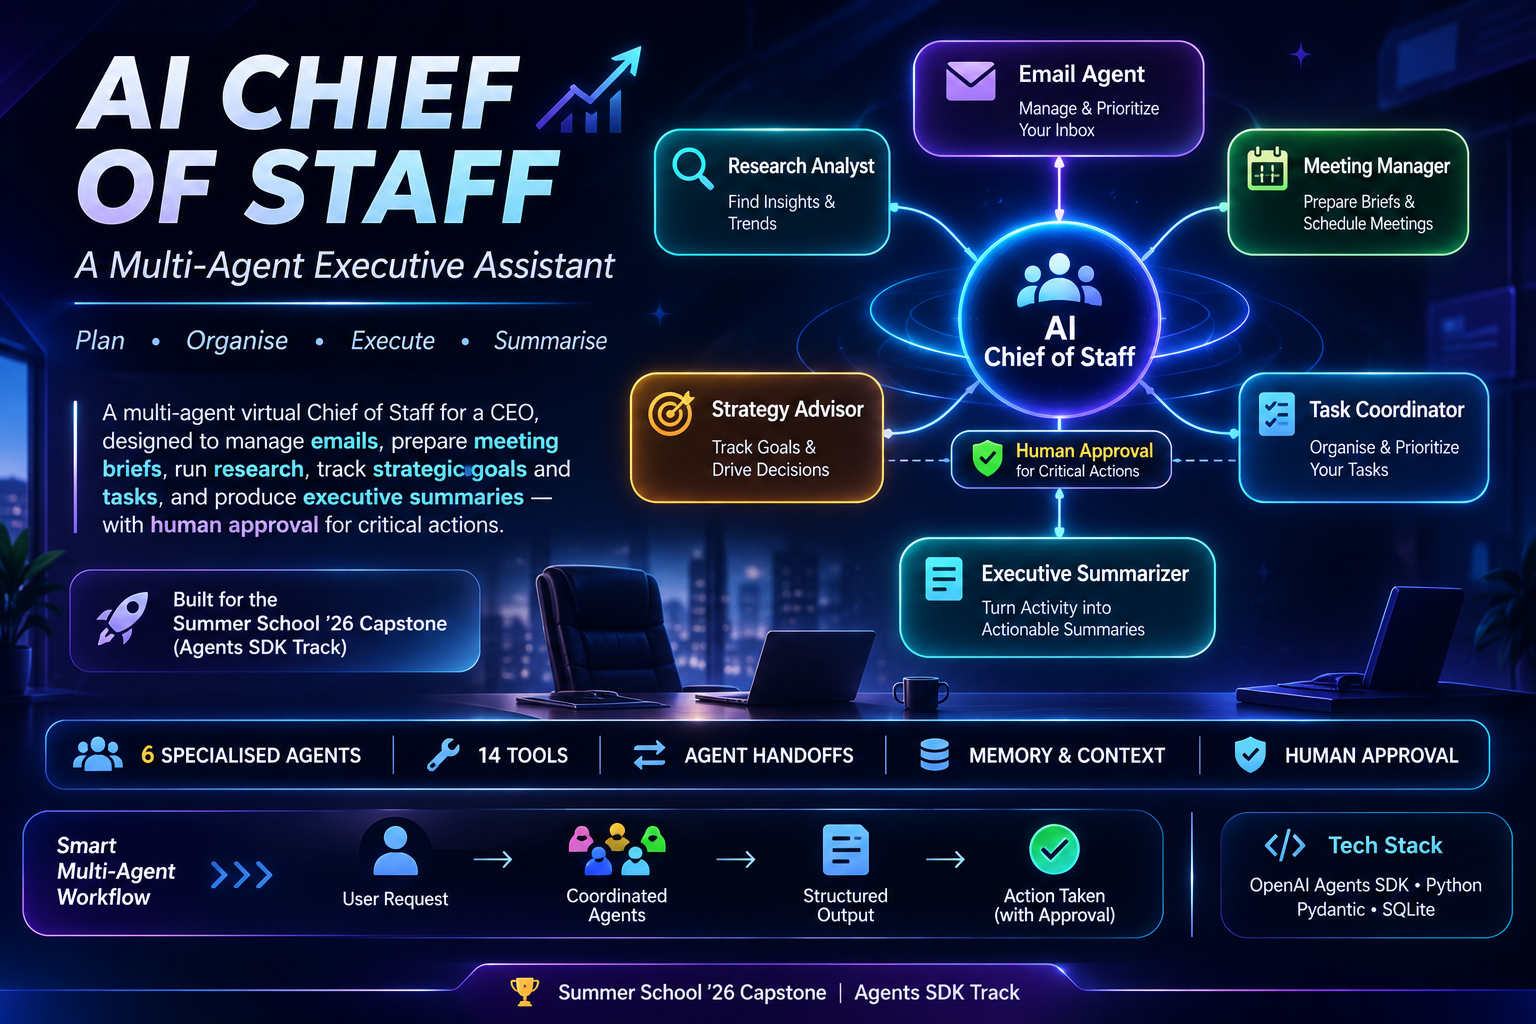 AI CHIEF
OF STAFF
A Multi-Agent Executive Assistant
Plan • Organise • Execute • Summarise
A multi-agent virtual Chief of Staff for a CEO,
designed to manage emails, prepare meeting
briefs, run research, track strategic goals and
tasks, and produce executive summaries —
with human approval for critical actions.
Built for the
Summer School ’26 Capstone
(Agents SDK Track)
Email Agent
Manage & Prioritize
Your Inbox
Research Analyst
Find Insights &
Trends
Meeting Manager
Prepare Briefs &
Schedule Meetings
AI
Chief of Staff
Strategy Advisor
Track Goals &
Drive Decisions
Human Approval
for Critical Actions
Task Coordinator
Organise & Prioritize
Your Tasks
Executive Summarizer
Turn Activity into
Actionable Summaries
6 SPECIALISED AGENTS
14 TOOLS
AGENT HANDOFFS
MEMORY & CONTEXT
HUMAN APPROVAL
Smart
Multi-Agent
Workflow
User Request
Coordinated
Agents
Structured
Output
Action Taken
(with Approval)
</> Tech Stack
OpenAI Agents SDK • Python
Pydantic • SQLite
Summer School ’26 Capstone | Agents SDK Track